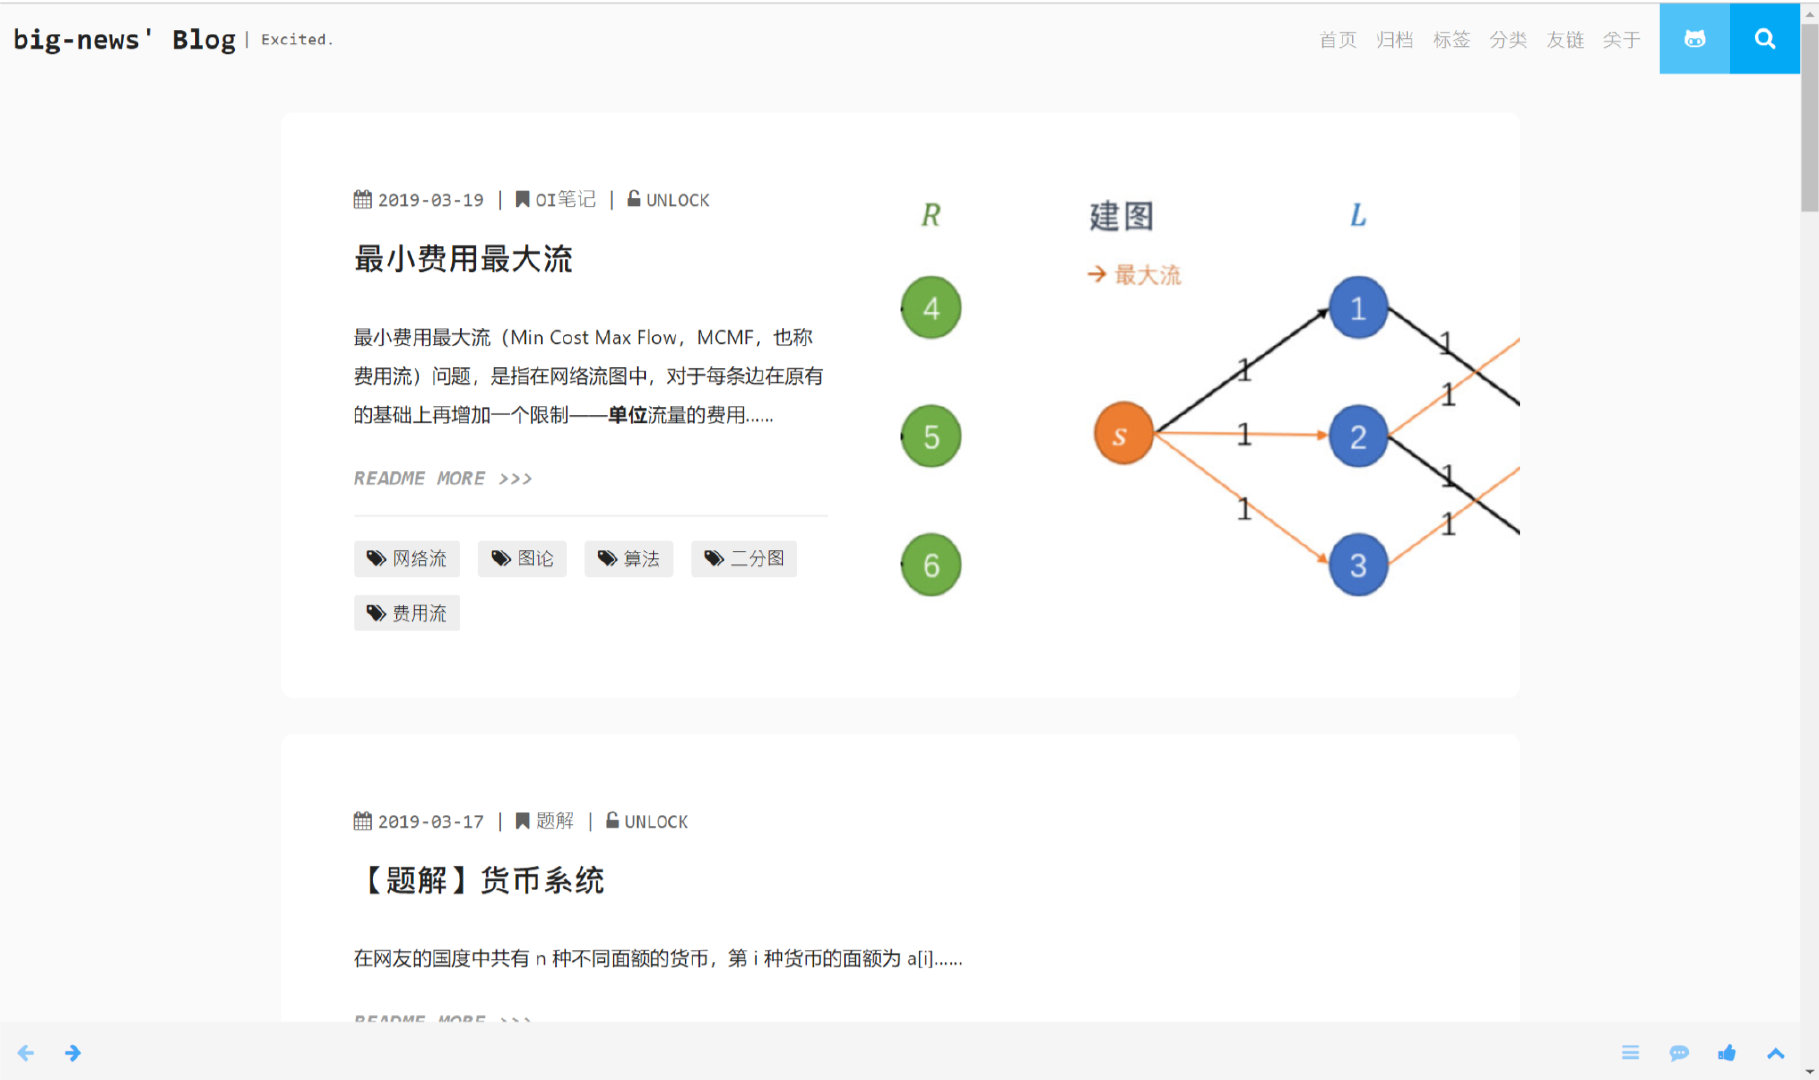 big-news' Blog | Excited.
首页 归档 标签 分类 友链 关于
2019-03-19 | OI笔记 | UNLOCK
最小费用最大流
最小费用最大流（Min Cost Max Flow，MCMF，也称
费用流）问题，是指在网络流图中，对于每条边在原有
的基础上再增加一个限制——单位流量的费用……
README MORE >>>
网络流 图论 算法 二分图
费用流
R 建图 L
→ 最大流
4 1
1 1
1
5 s 1 2
1
1 1
6 3
2019-03-17 | 题解 | UNLOCK
【题解】货币系统
在网友的国度中共有 n 种不同面额的货币，第 i 种货币的面额为 a[i]……
README MORE >>>